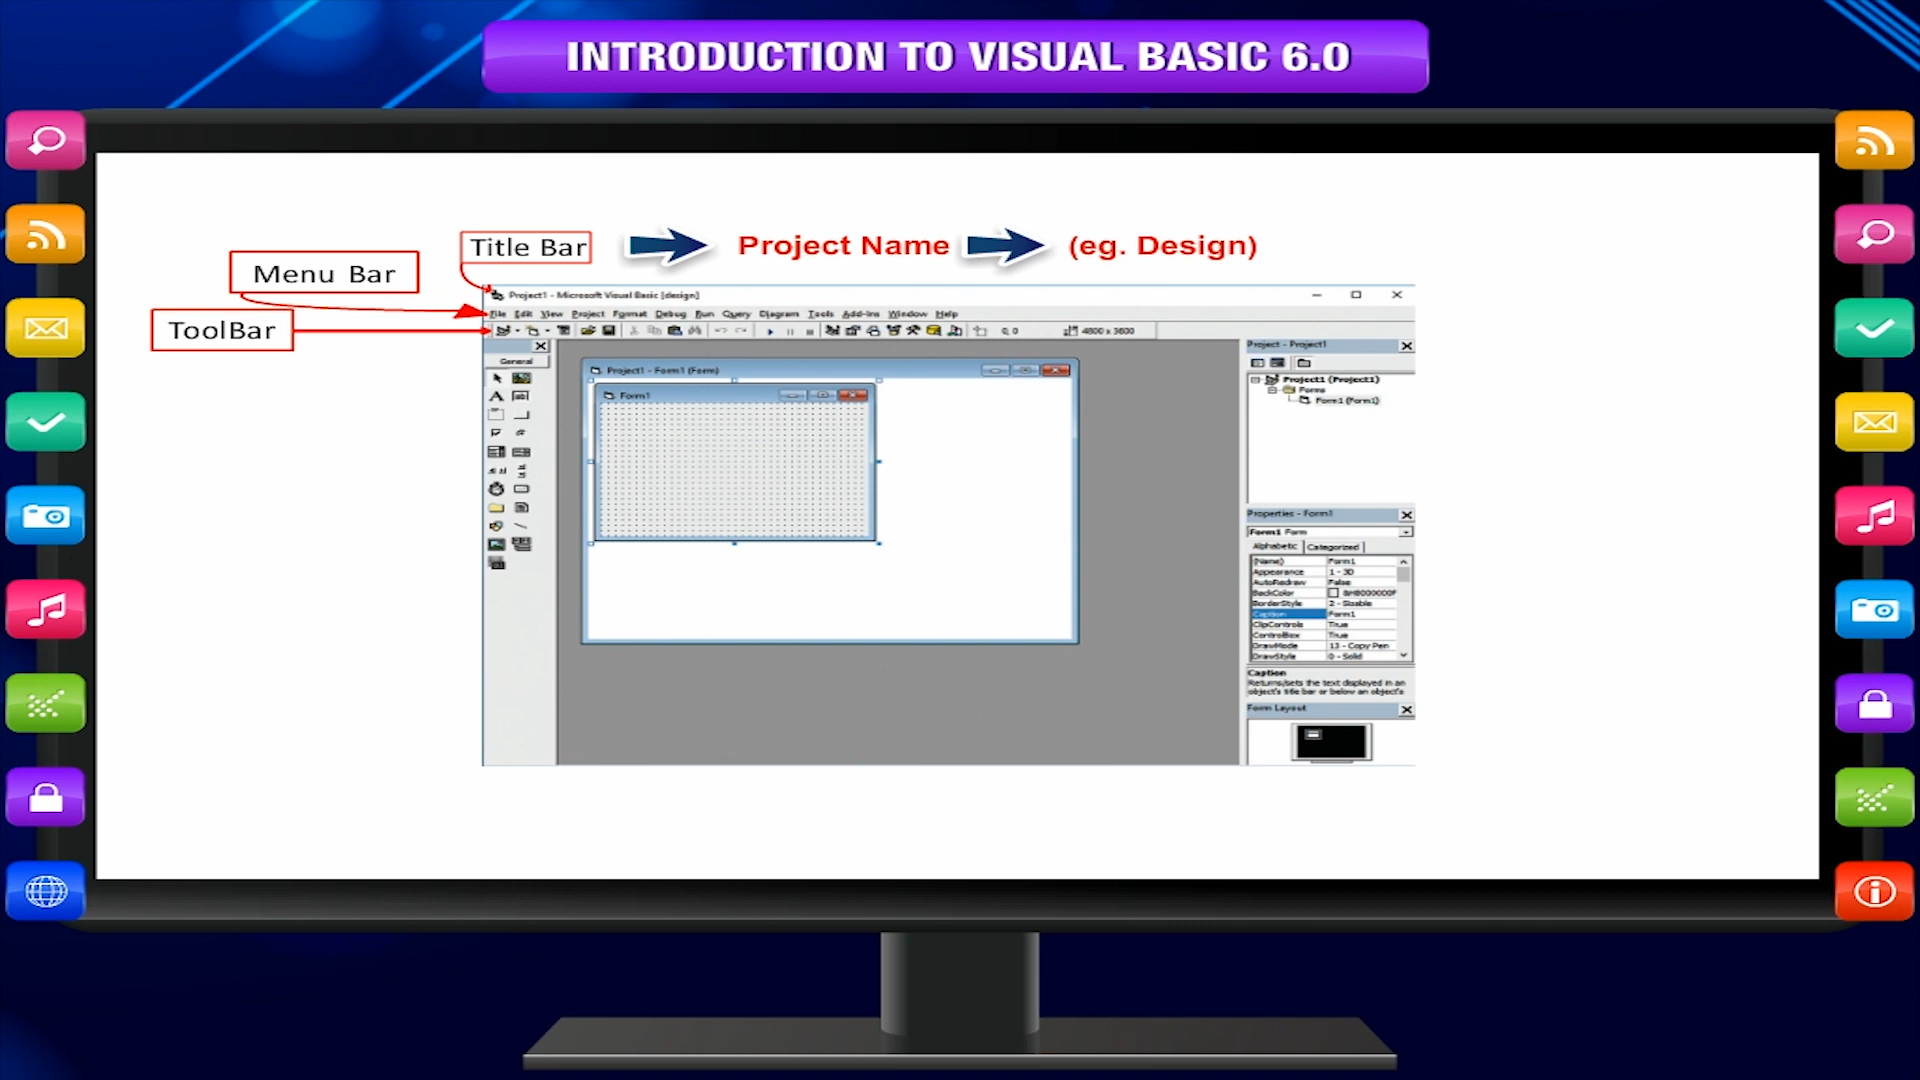 INTRODUCTION TO VISUAL BASIC 6.0
Title Bar
Project Name
(eg. Design)
Menu Bar
ToolBar
Project1 - Microsoft Visual Basic [design]
File Edit View Project Format Debug Run Query Diagram Tools Add-Ins Window Help
0, 0
4800 x 3600
General
Project1 - Form1 (Form)
Form1
Project - Project1
Project1 (Project1)
Forms
Form1 (Form1)
Properties - Form1
Form1 Form
Alphabetic Categorized
(Name) Form1
Appearance 1 - 3D
AutoRedraw False
BackColor &H8000000F
BorderStyle 2 - Sizable
Caption Form1
ClipControls True
ControlBox True
DrawMode 13 - Copy Pen
DrawStyle 0 - Solid
Caption
Returns/sets the text displayed in an
object's title bar or below an object's
Form Layout